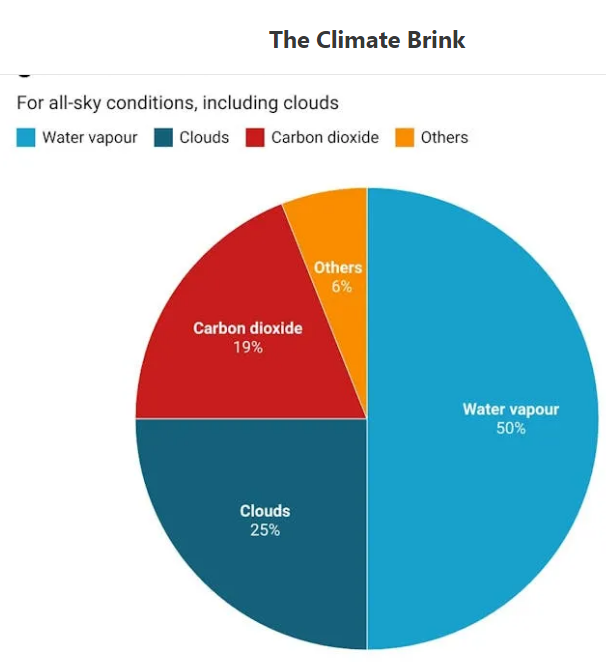 The Climate Brink
For all-sky conditions, including clouds
Water vapour Clouds Carbon dioxide Others
Others
6%
Carbon dioxide
19%
Water vapour
50%
Clouds
25%